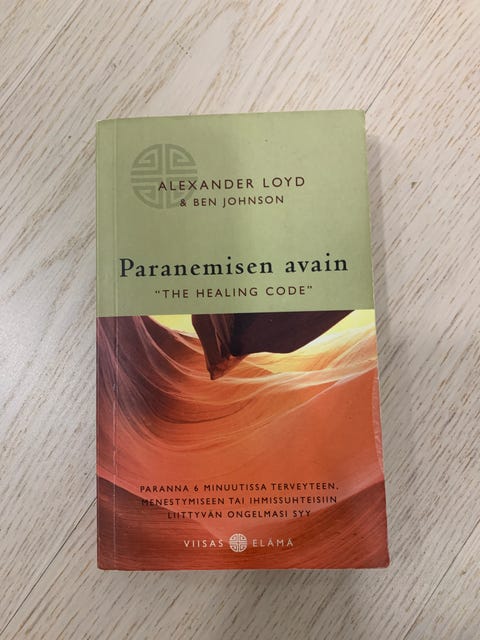 ALEXANDER LOYD
& BEN JOHNSON
Paranemisen avain
"THE HEALING CODE"
PARANNA 6 MINUUTISSA TERVEYTEEN,
MENESTYMISEEN TAI IHMISSUHTEISIIN
LIITTYVÄN ONGELMASI SYY
VIISAS ELÄMÄ